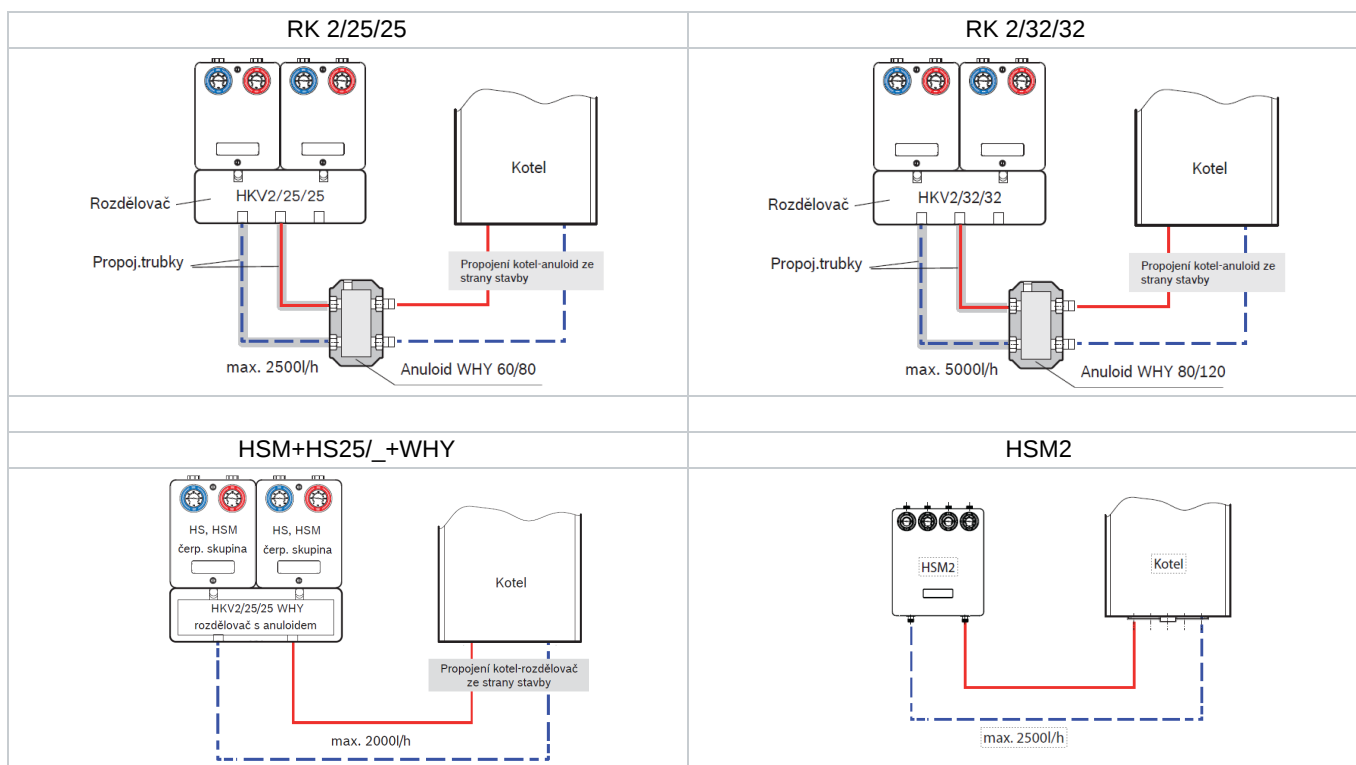 RK 2/25/25
RK 2/32/32
HKV2/25/25
Rozdělovač
Propoj.trubky
Kotel
Propojení kotel-anuloid ze
strany stavby
max. 2500l/h
Anuloid WHY 60/80
HKV2/32/32
Rozdělovač
Propoj.trubky
Kotel
Propojení kotel-anuloid ze
strany stavby
max. 5000l/h
Anuloid WHY 80/120
HSM+HS25/_+WHY
HSM2
HS, HSM
čerp. skupina
HS, HSM
čerp. skupina
HKV2/25/25 WHY
rozdělovač s anuloidem
Kotel
Propojení kotel-rozdělovač
ze strany stavby
max. 2000l/h
HSM2
Kotel
max. 2500l/h